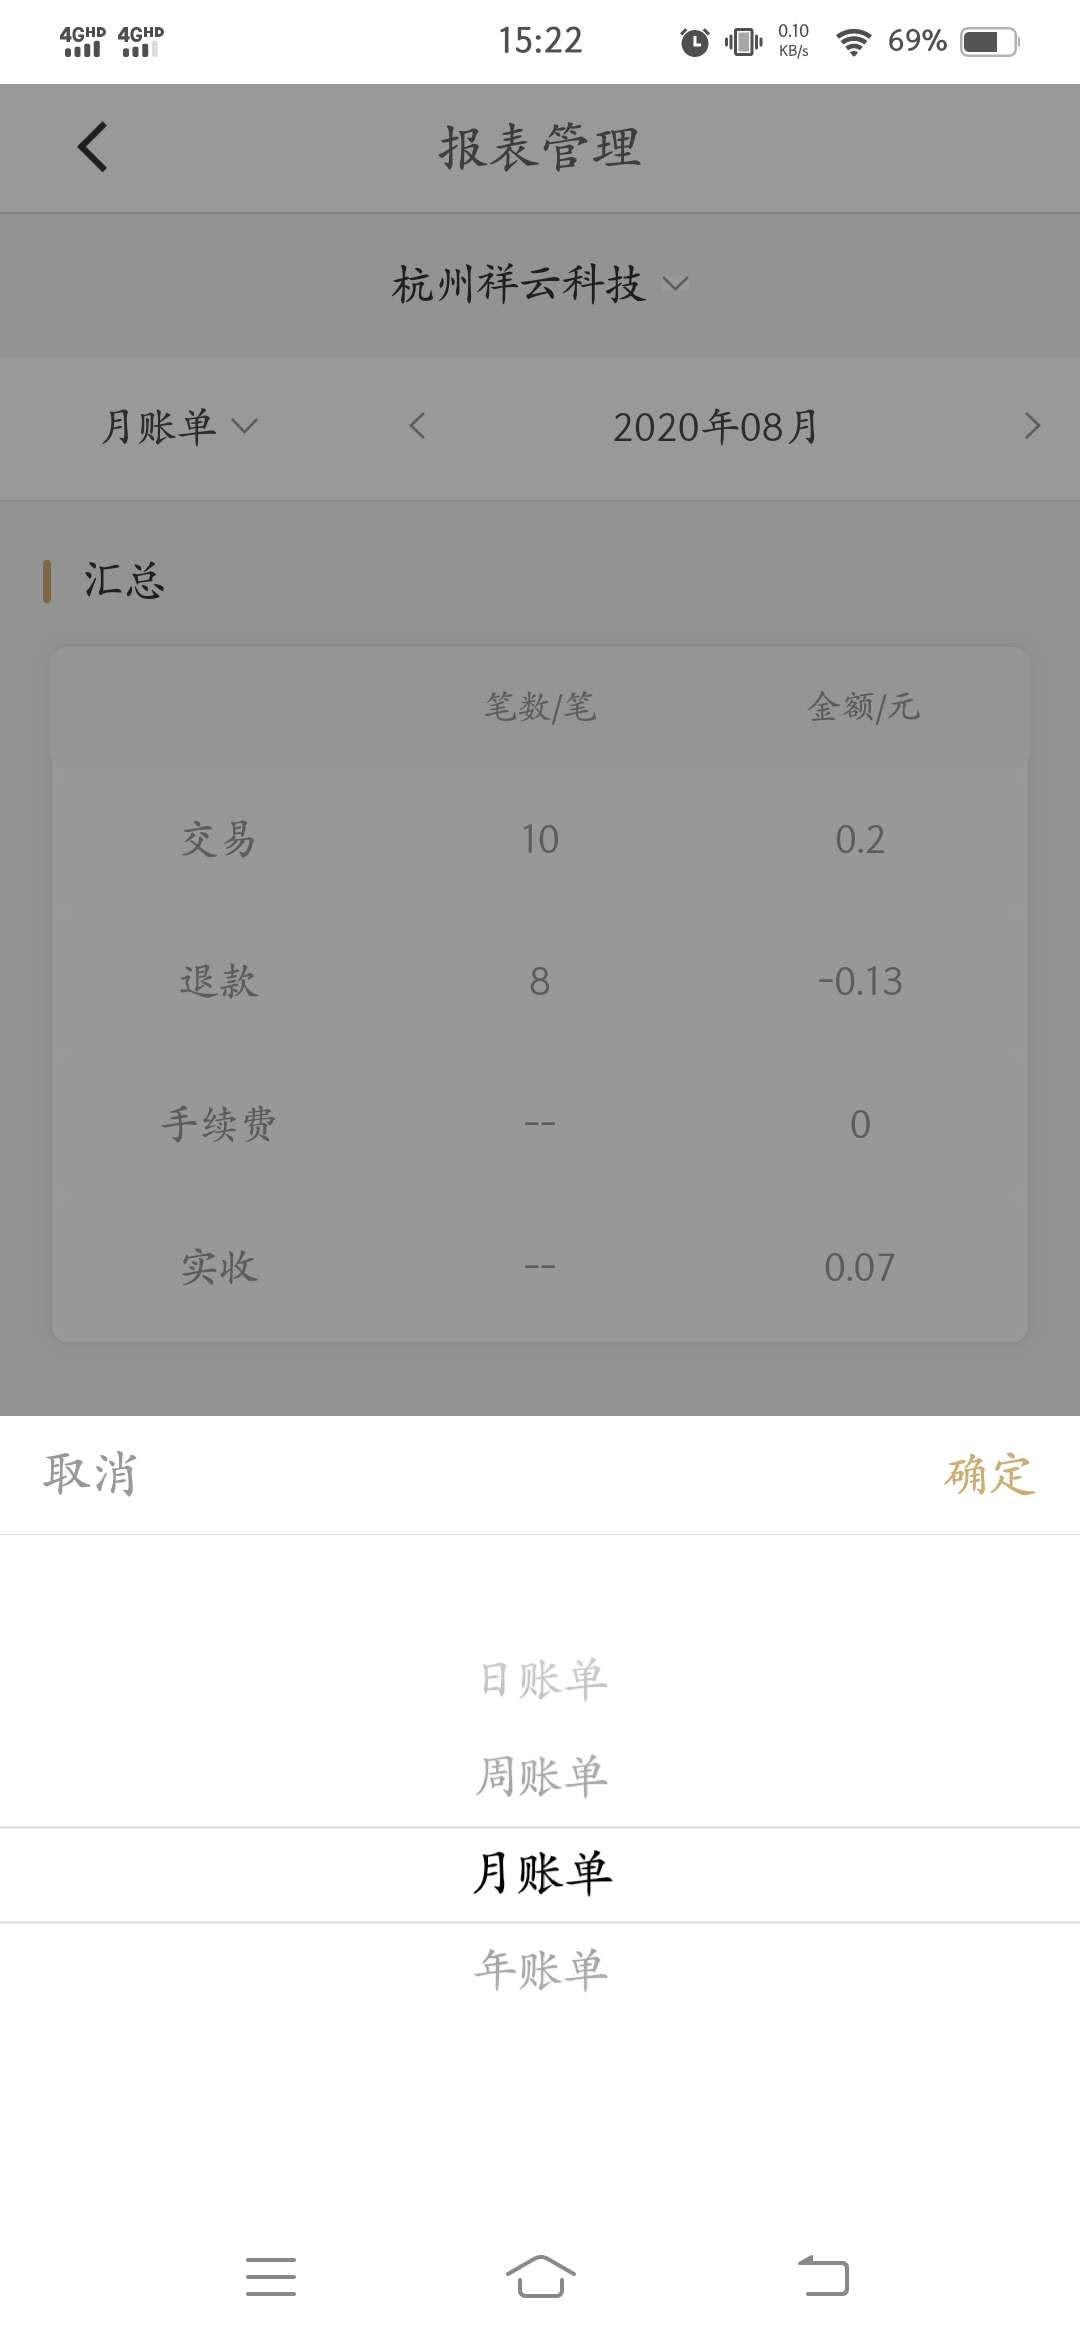 4GHD 4GHD 15:22 0.10 KB/s 69%
报表管理
杭州祥云科技
月账单 2020年08月
汇总
笔数/笔 金额/元
交易 10 0.2
退款 8 -0.13
手续费 -- 0
实收 -- 0.07
取消 确定
日账单
周账单
月账单
年账单